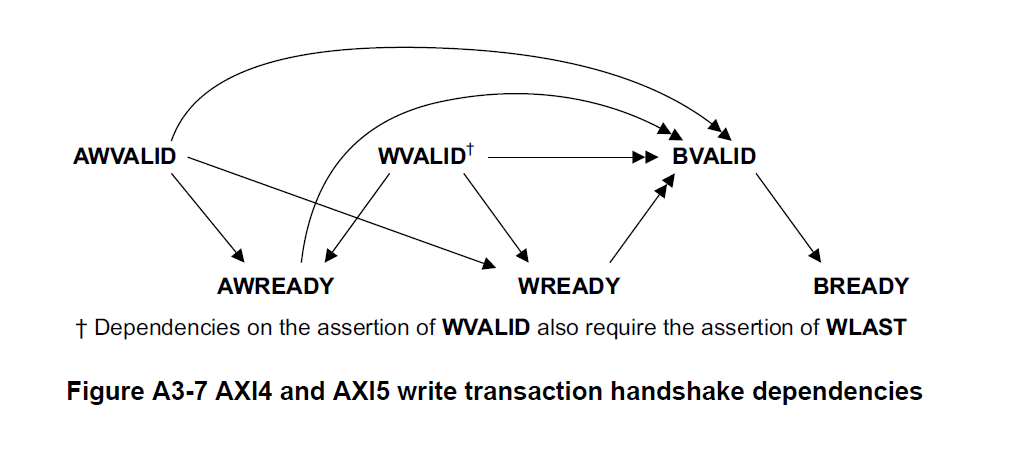 AWVALID WVALID† BVALID
AWREADY WREADY BREADY
† Dependencies on the assertion of WVALID also require the assertion of WLAST
Figure A3-7 AXI4 and AXI5 write transaction handshake dependencies